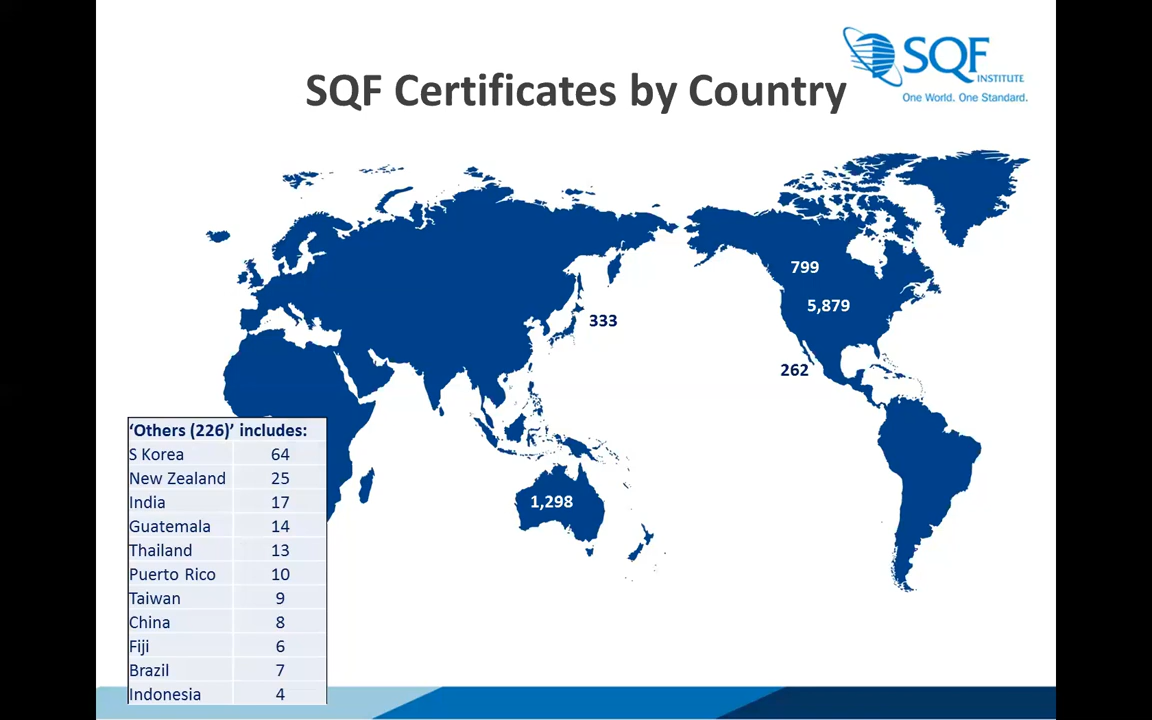 SQF
INSTITUTE
One World. One Standard.
SQF Certificates by Country
799
5,879
333
262
1,298
‘Others (226)’ includes:
S Korea 64
New Zealand 25
India 17
Guatemala 14
Thailand 13
Puerto Rico 10
Taiwan 9
China 8
Fiji 6
Brazil 7
Indonesia 4